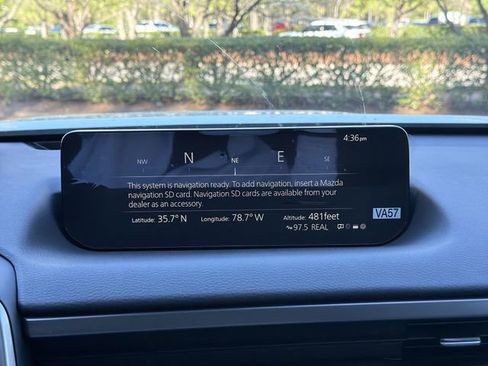 4:36 pm
NW N NE E SE
This system is navigation ready. To add navigation, insert a Mazda
navigation SD card. Navigation SD cards are available from your
dealer as an accessory.
Latitude: 35.7° N Longitude: 78.7° W Altitude: 481feet
VA67
97.5 REAL